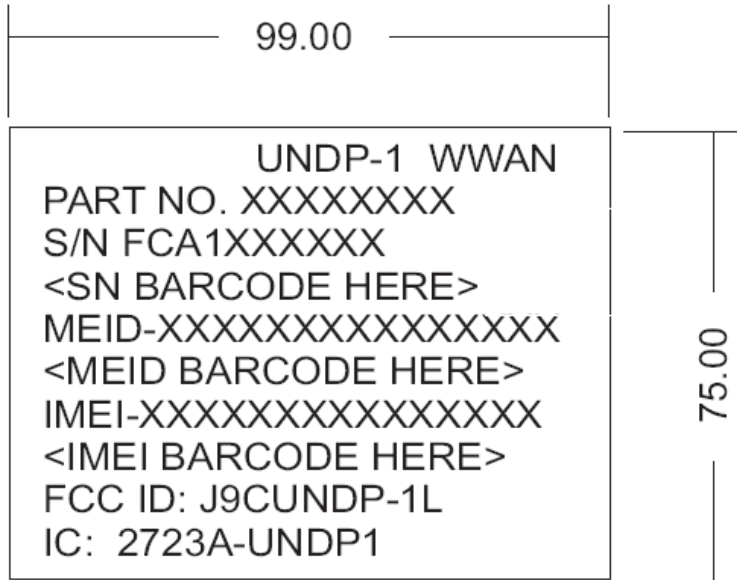 99.00
UNDP-1 WWAN
PART NO. XXXXXXXX
S/N FCA1XXXXXX
<SN BARCODE HERE>
MEID-XXXXXXXXXXXXXXX
<MEID BARCODE HERE>
IMEI-XXXXXXXXXXXXXXX
<IMEI BARCODE HERE>
FCC ID: J9CUNDP-1L
IC: 2723A-UNDP1
75.00